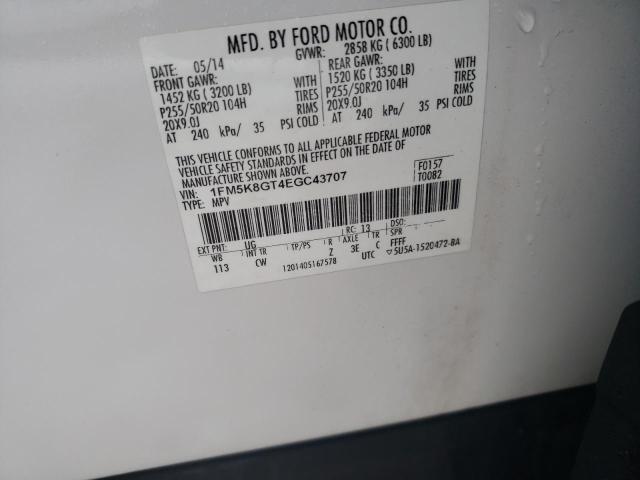 MFD. BY FORD MOTOR CO.
DATE: 05/14 GVWR: 2858 KG ( 6300 LB)
FRONT GAWR: REAR GAWR:
1452 KG ( 3200 LB) WITH 1520 KG ( 3350 LB) WITH
P255/50R20 104H TIRES P255/50R20 104H TIRES
20X9.0J RIMS 20X9.0J RIMS
AT 240 kPa/ 35 PSI COLD AT 240 kPa/ 35 PSI COLD
THIS VEHICLE CONFORMS TO ALL APPLICABLE FEDERAL MOTOR
VEHICLE SAFETY STANDARDS IN EFFECT ON THE DATE OF
MANUFACTURE SHOWN ABOVE.
VIN: 1FM5K8GT4EGC43707 F0157
TYPE: MPV T0082
EXT PNT: UG RC: 13 DSO:
WB INT TR TP/PS R AXLE TR SPR
113 CW Z 3E C FFFF
1201405167578 UTC ▽5U5A-1520472-BA